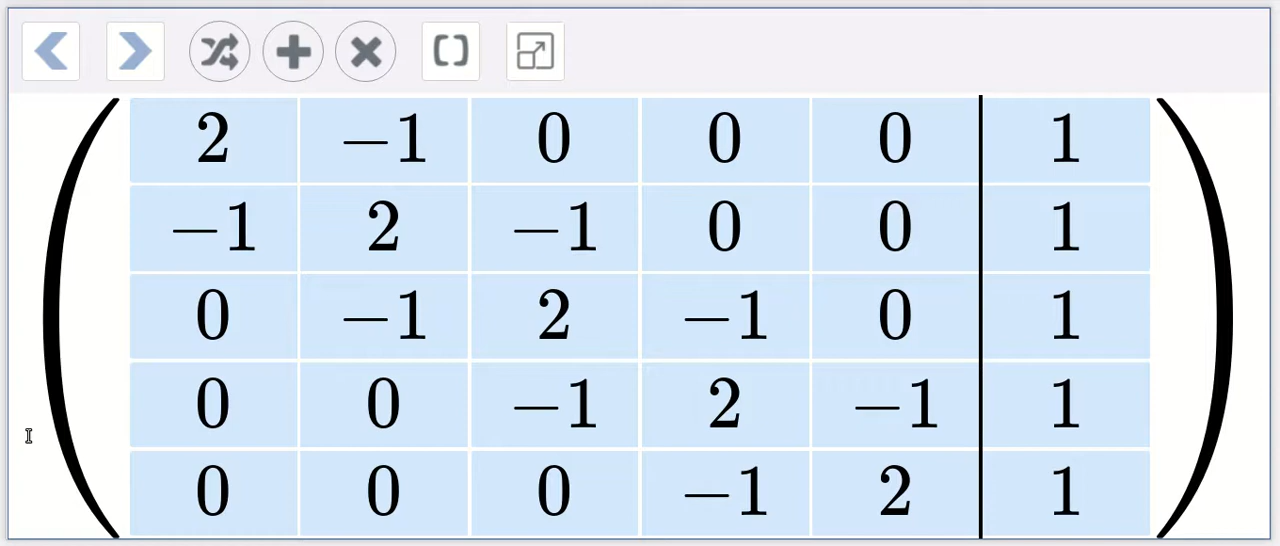 2 −1 0 0 0 1
−1 2 −1 0 0 1
0 −1 2 −1 0 1
0 0 −1 2 −1 1
0 0 0 −1 2 1